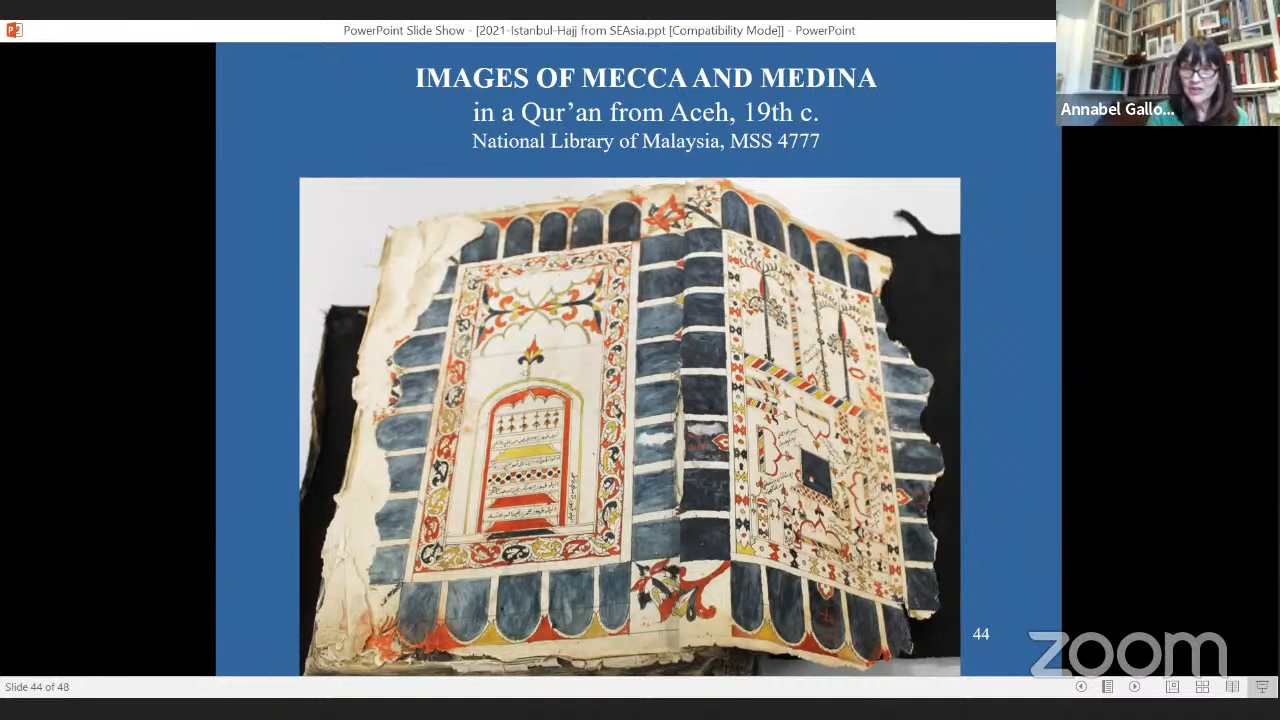 PowerPoint Slide Show - [2021-Istanbul-Hajj from SEAsia.ppt [Compatibility Mode]] - PowerPoint
Annabel Gallo...
IMAGES OF MECCA AND MEDINA
in a Qur’an from Aceh, 19th c.
National Library of Malaysia, MSS 4777
44
zoom
Slide 44 of 48